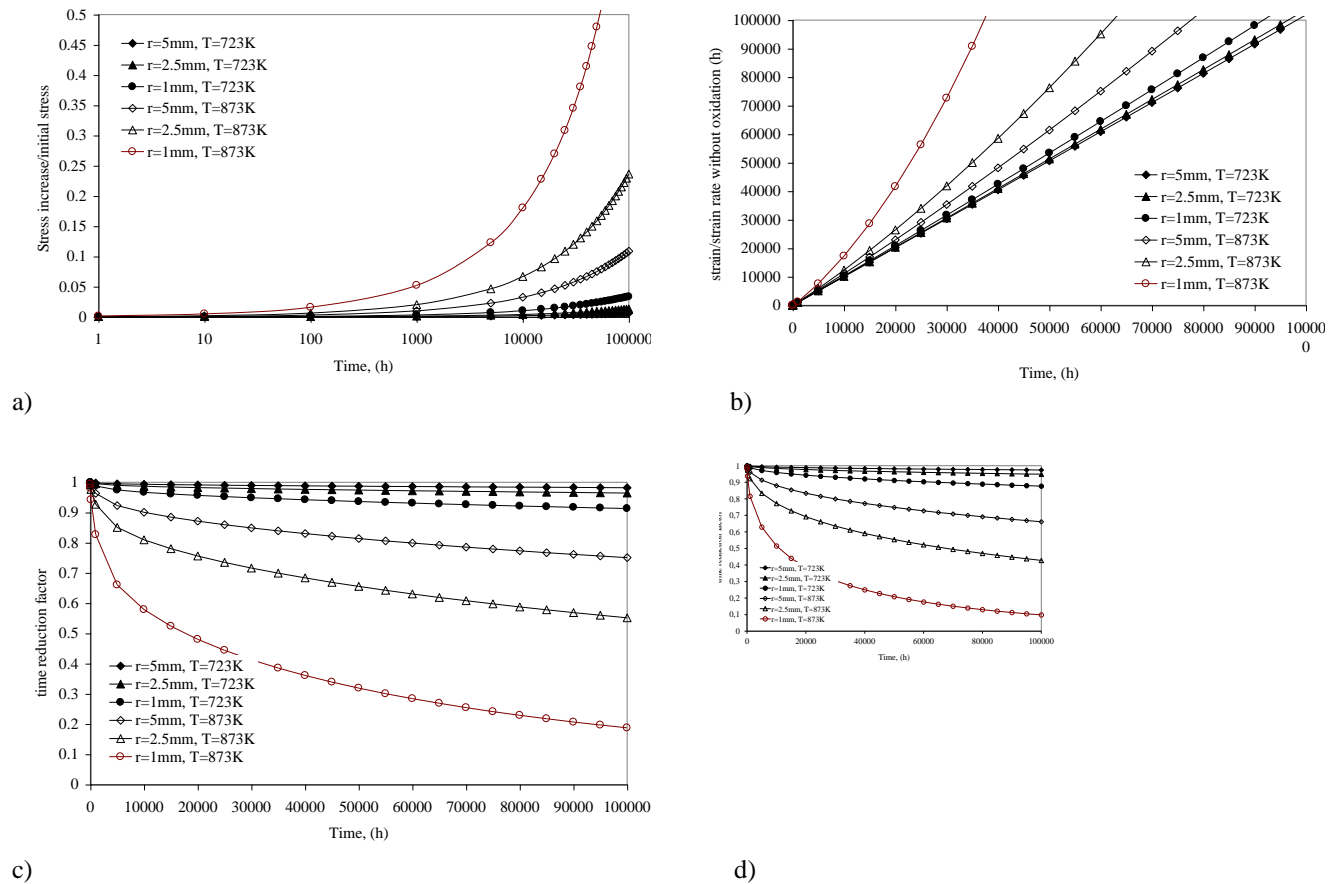 0.5
0.45
0.4
0.35
0.3
0.25
0.2
0.15
0.1
0.05
0
Stress increase/initial stress
r=5mm, T=723K
r=2.5mm, T=723K
r=1mm, T=723K
r=5mm, T=873K
r=2.5mm, T=873K
r=1mm, T=873K
1 10 100 1000 10000 100000
Time, (h)
a)
100000
90000
80000
70000
60000
50000
40000
30000
20000
10000
0
strain/strain rate without oxidation (h)
r=5mm, T=723K
r=2.5mm, T=723K
r=1mm, T=723K
r=5mm, T=873K
r=2.5mm, T=873K
r=1mm, T=873K
0 10000 20000 30000 40000 50000 60000 70000 80000 90000 10000
0
Time, (h)
b)
1
0.9
0.8
0.7
0.6
0.5
0.4
0.3
0.2
0.1
0
time reduction factor
r=5mm, T=723K
r=2.5mm, T=723K
r=1mm, T=723K
r=5mm, T=873K
r=2.5mm, T=873K
r=1mm, T=873K
0 10000 20000 30000 40000 50000 60000 70000 80000 90000 100000
Time, (h)
c)
1
0,9
0,8
0,7
0,6
0,5
0,4
0,3
0,2
0,1
0
r=5mm, T=723K
r=2.5mm, T=723K
r=1mm, T=723K
r=5mm, T=873K
r=2.5mm, T=873K
r=1mm, T=873K
0 20000 40000 60000 80000 100000
Time, (h)
d)